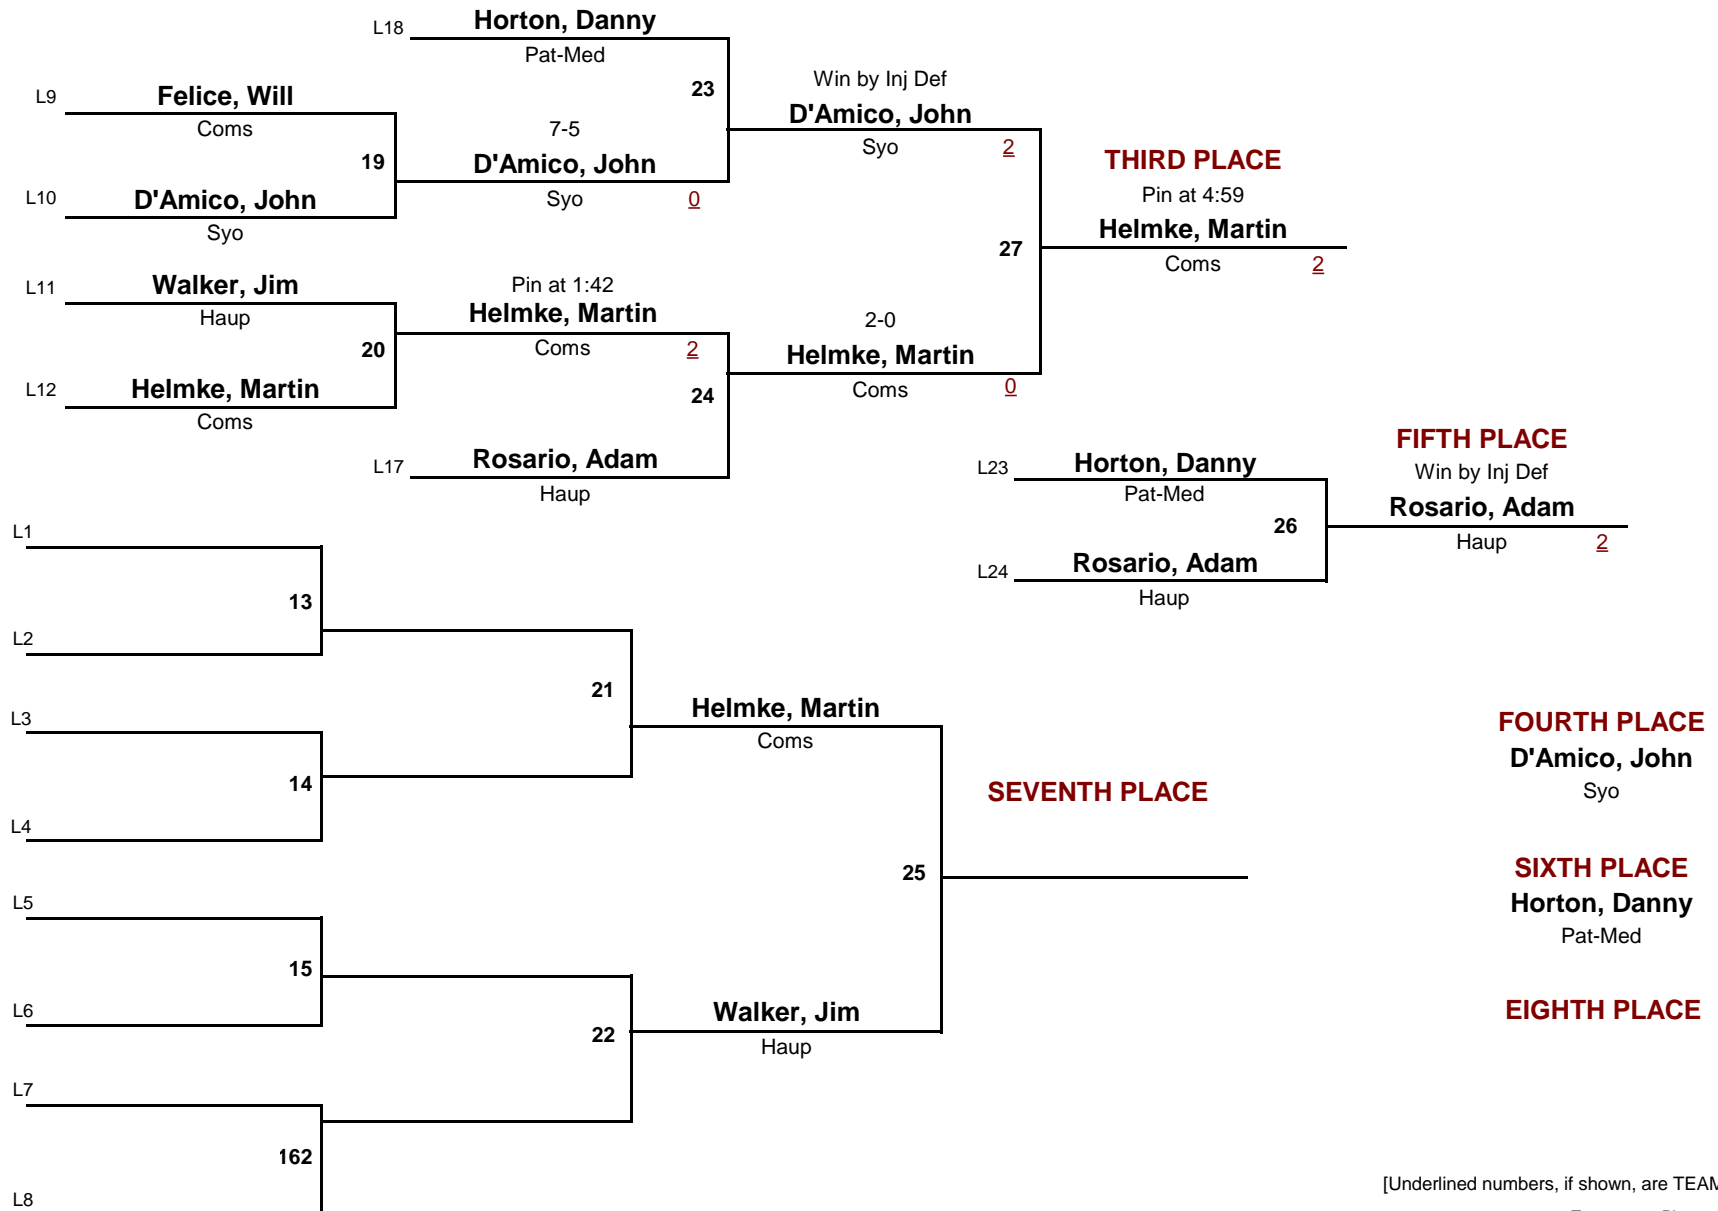 L18 Horton, Danny
Pat-Med
23
Win by Inj Def
L9 Felice, Will
D'Amico, John
Coms
7-5
Syo 2
THIRD PLACE
19
D'Amico, John
Pin at 4:59
L10 D'Amico, John
Syo 0
Syo
Helmke, Martin
27
Coms 2
L11 Walker, Jim
Pin at 1:42
Haup
Helmke, Martin
2-0
20
Coms 2
Helmke, Martin
L12 Helmke, Martin
24
Coms 0
Coms
FIFTH PLACE
L17 Rosario, Adam
L23 Horton, Danny
Win by Inj Def
Haup
Pat-Med
Rosario, Adam
26
Haup 2
L24 Rosario, Adam
Haup
L1
13
L2
21
L3
Helmke, Martin
Coms
14
L4
SEVENTH PLACE
FOURTH PLACE
D'Amico, John
Syo
25
SIXTH PLACE
Horton, Danny
Pat-Med
L5
15
L6
Walker, Jim
22
Haup
EIGHTH PLACE
L7
162
L8
[Underlined numbers, if shown, are TEAM